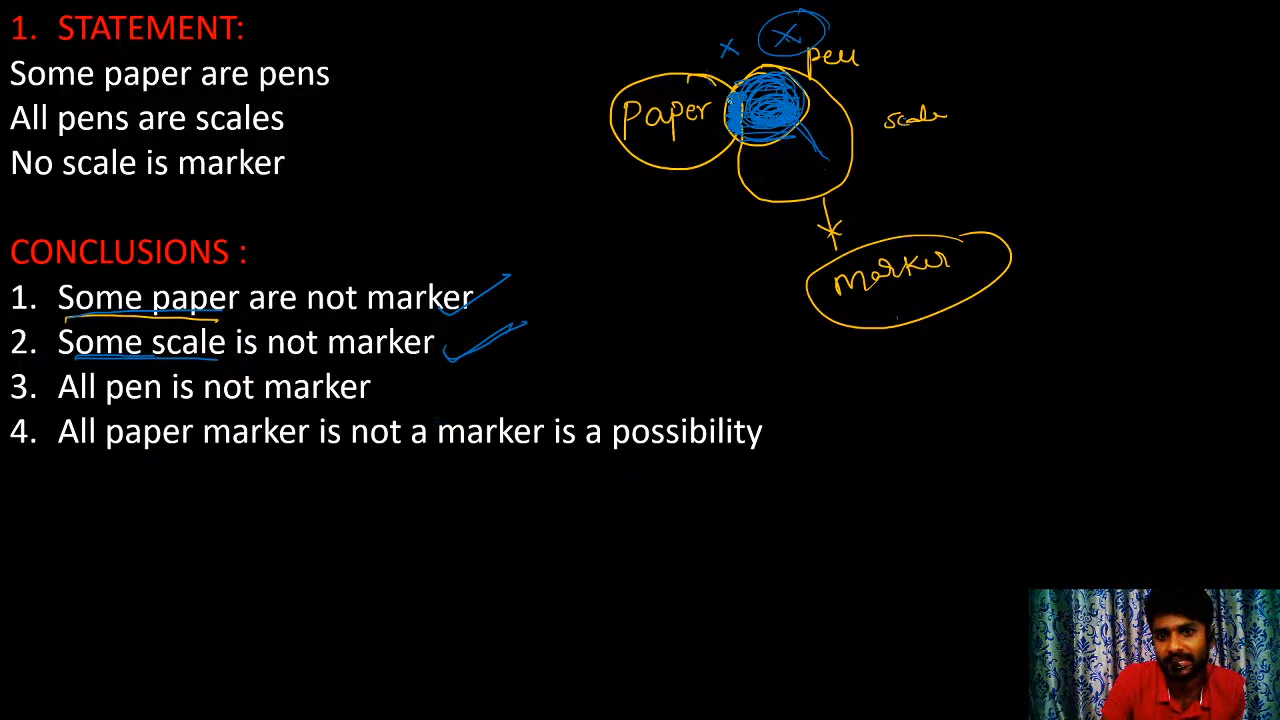 1. STATEMENT:
Some paper are pens
All pens are scales
No scale is marker
CONCLUSIONS :
1. Some paper are not marker
2. Some scale is not marker
3. All pen is not marker
4. All paper marker is not a marker is a possibility
x x
pen
Paper
scale
marker